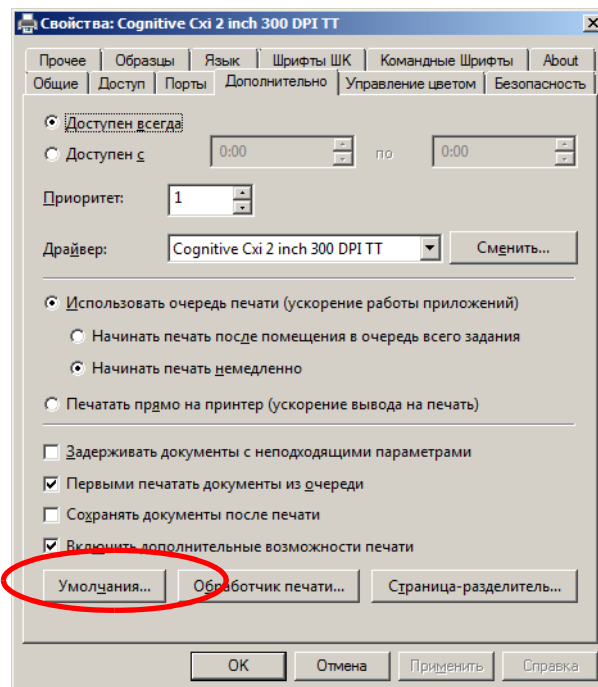 Свойства: Cognitive Cxi 2 inch 300 DPI TT
Прочее Образцы Язык Шрифты ШК Командные Шрифты About
Общие Доступ Порты Дополнительно Управление цветом Безопасность
Доступен всегда
Доступен с 0:00 по 0:00
Приоритет: 1
Драйвер: Cognitive Cxi 2 inch 300 DPI TT Сменить...
Использовать очередь печати (ускорение работы приложений)
Начинать печать после помещения в очередь всего задания
Начинать печать немедленно
Печатать прямо на принтер (ускорение вывода на печать)
Задерживать документы с неподходящими параметрами
Первыми печатать документы из очереди
Сохранять документы после печати
Включить дополнительные возможности печати
Умолчания... Обработчик печати... Страница-разделитель...
OK Отмена Применить Справка